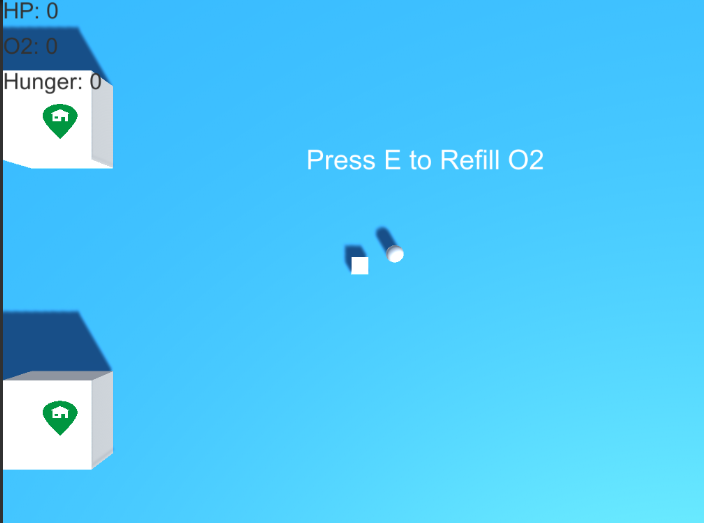 HP: 0
O2: 0
Hunger: 0
Press E to Refill O2